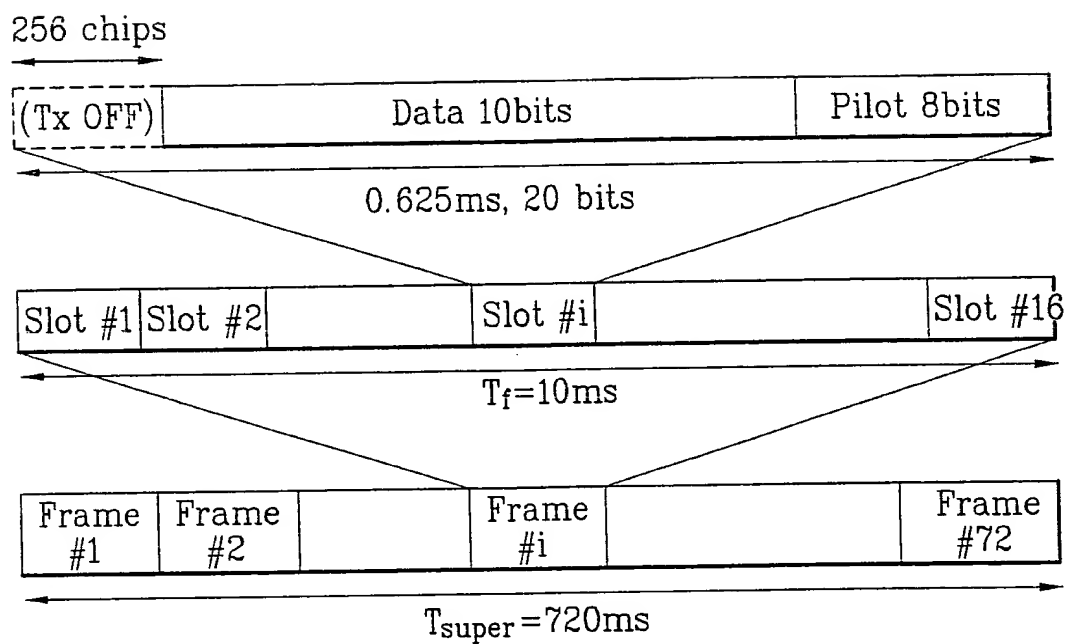 256 chips
(Tx OFF) Data 10bits Pilot 8bits
0.625ms, 20 bits
Slot #1 Slot #2 Slot #i Slot #16
Tf=10ms
Frame #1 Frame #2 Frame #i Frame #72
Tsuper=720ms